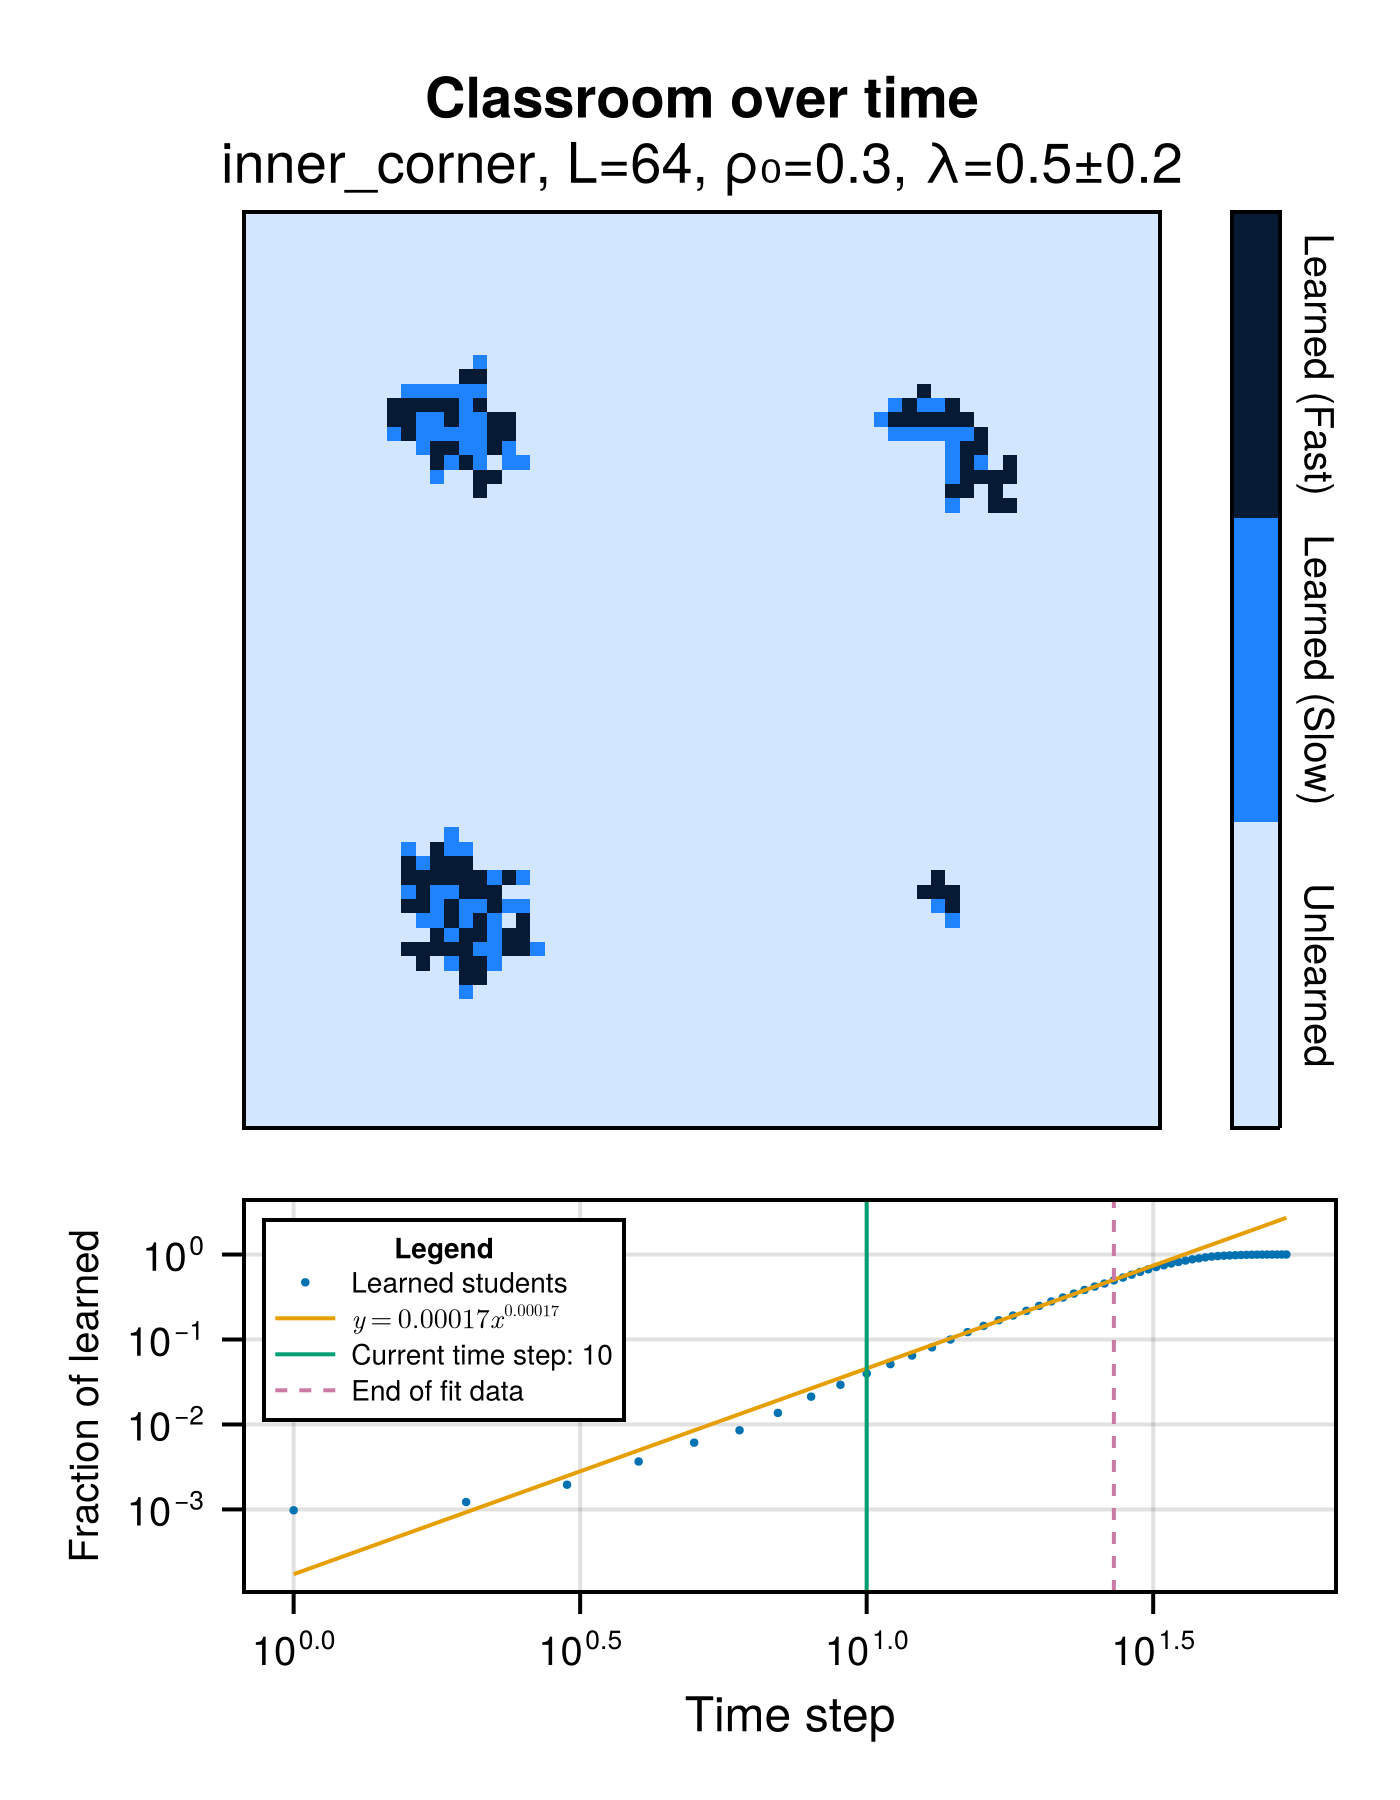 Classroom over time
inner_corner, L=64, ρ₀=0.3, λ=0.5±0.2
Learned (Fast)
Learned (Slow)
Unlearned
Fraction of learned
10⁰
10⁻¹
10⁻²
10⁻³
Legend
Learned students
y = 0.00017x^0.00017
Current time step: 10
End of fit data
10^0.0
10^0.5
10^1.0
10^1.5
Time step